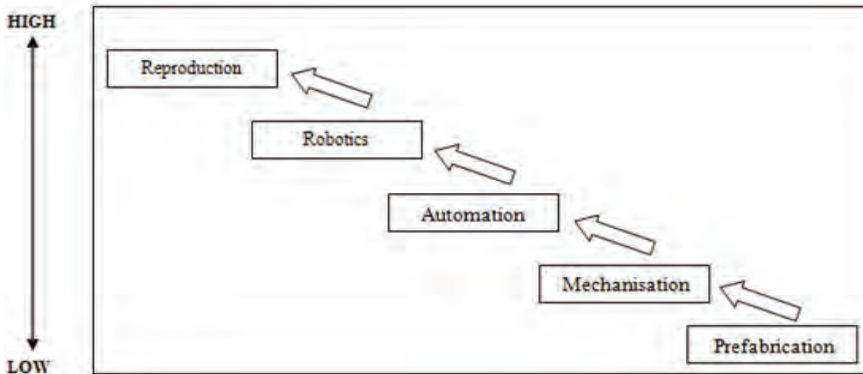 HIGH
Reproduction
Robotics
Automation
Mechanisation
Prefabrication
LOW